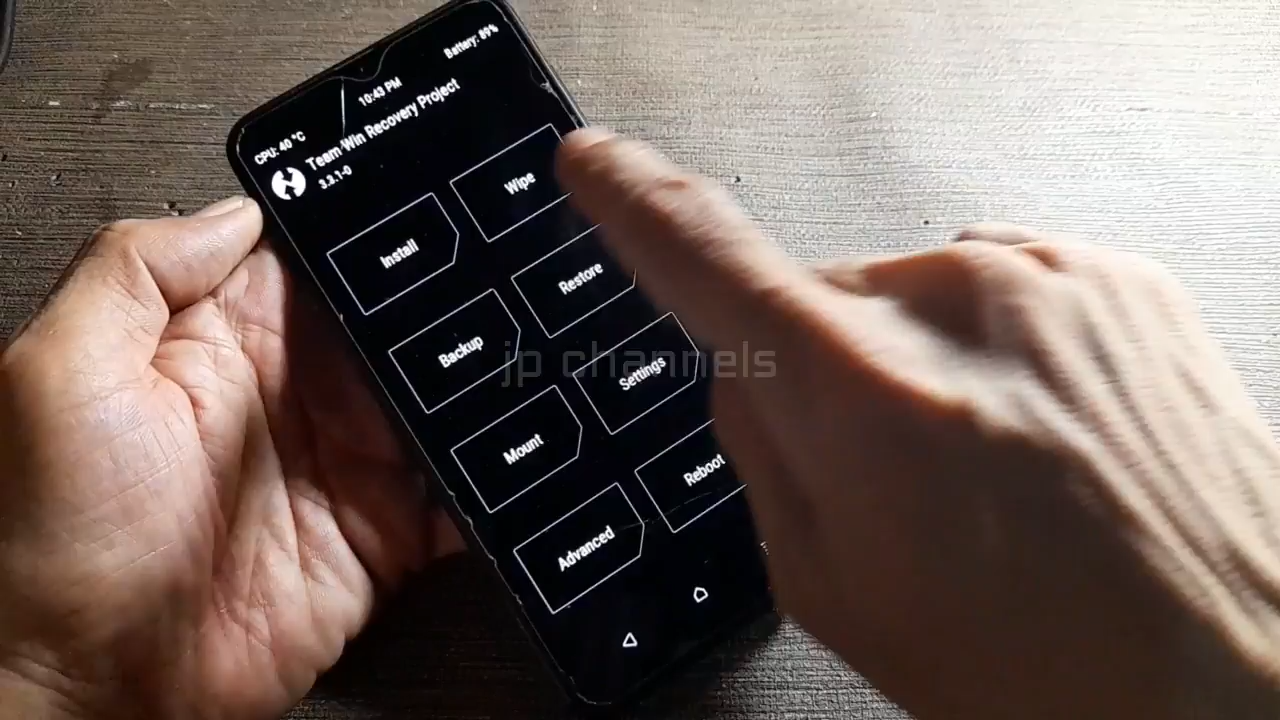 Battery: 89%
10:43 PM
CPU: 40 °C
Team Win Recovery Project
3.3.1-0
Install
Wipe
Backup
Restore
Mount
Settings
Advanced
Reboot
jp channels